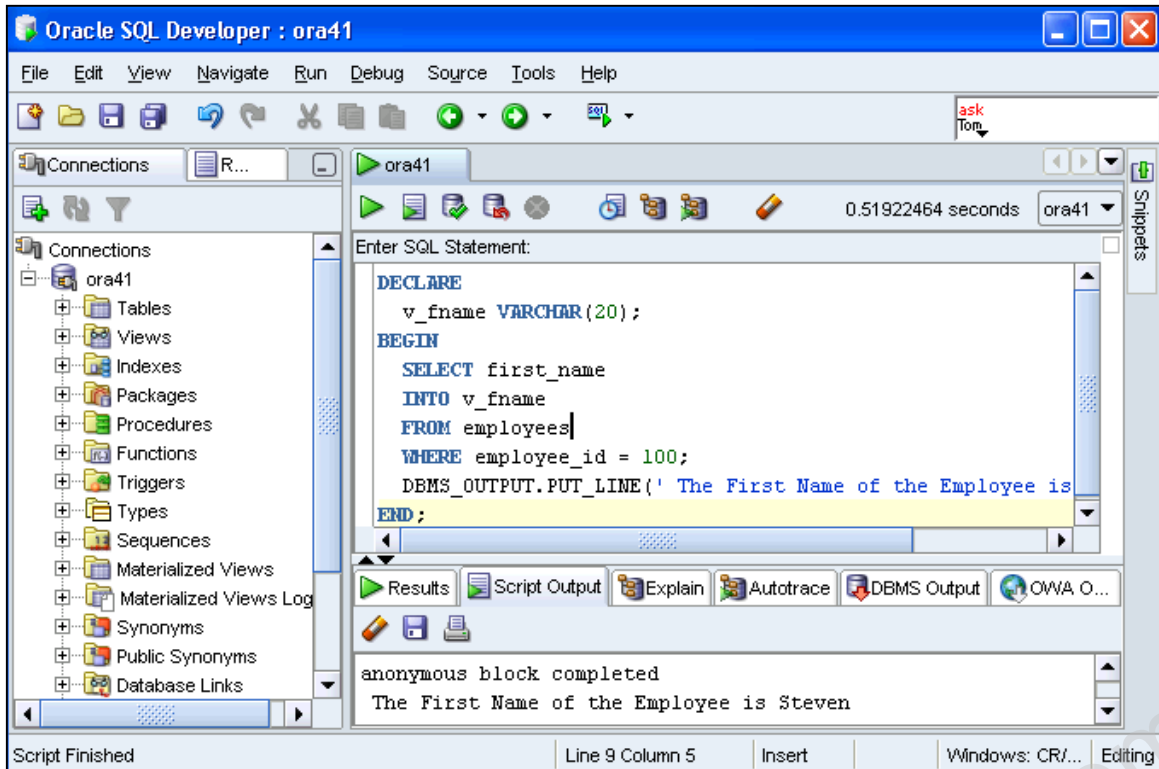 Oracle SQL Developer : ora41
File Edit View Navigate Run Debug Source Tools Help
ask
Tom
Connections R...
ora41
0.51922464 seconds ora41
Snippets
Connections
ora41
Tables
Views
Indexes
Packages
Procedures
Functions
Triggers
Types
Sequences
Materialized Views
Materialized Views Log
Synonyms
Public Synonyms
Database Links
Enter SQL Statement:
DECLARE
v_fname VARCHAR(20);
BEGIN
SELECT first_name
INTO v_fname
FROM employees
WHERE employee_id = 100;
DBMS_OUTPUT.PUT_LINE(' The First Name of the Employee is
END;
Results Script Output Explain Autotrace DBMS Output OWA O...
anonymous block completed
The First Name of the Employee is Steven
Script Finished Line 9 Column 5 Insert Windows: CR/... Editing